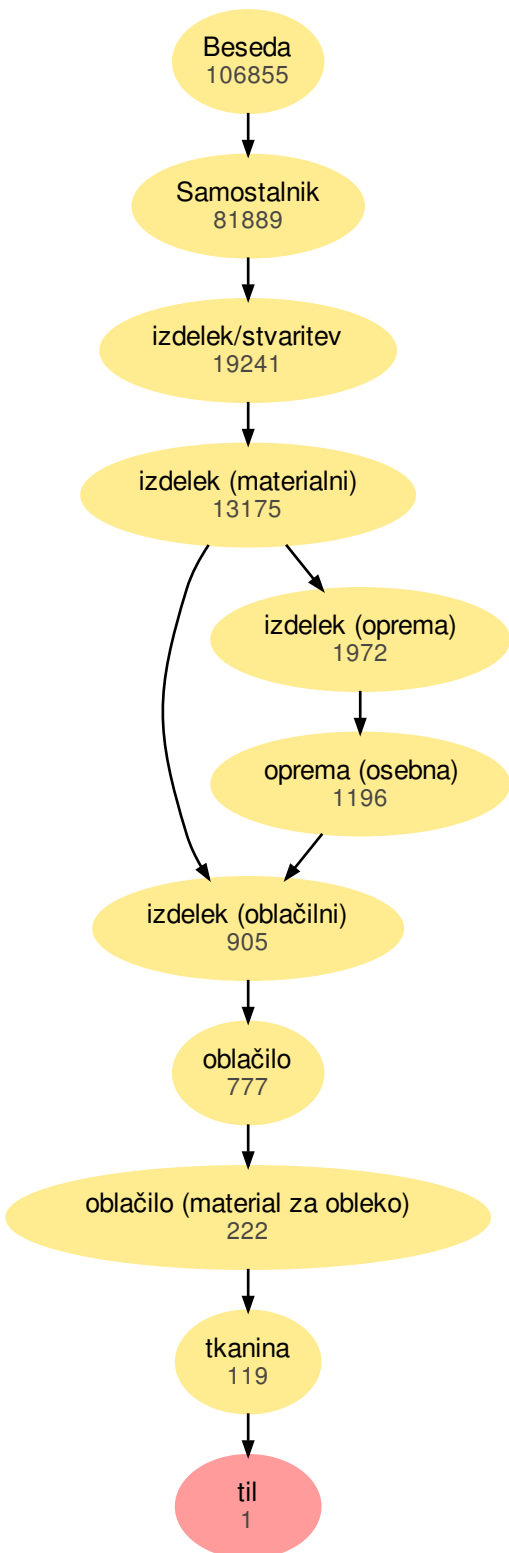 Beseda
106855
Samostalnik
81889
izdelek/stvaritev
19241
izdelek (materialni)
13175
izdelek (oprema)
1972
oprema (osebna)
1196
izdelek (oblačilni)
905
oblačilo
777
oblačilo (material za obleko)
222
tkanina
119
til
1